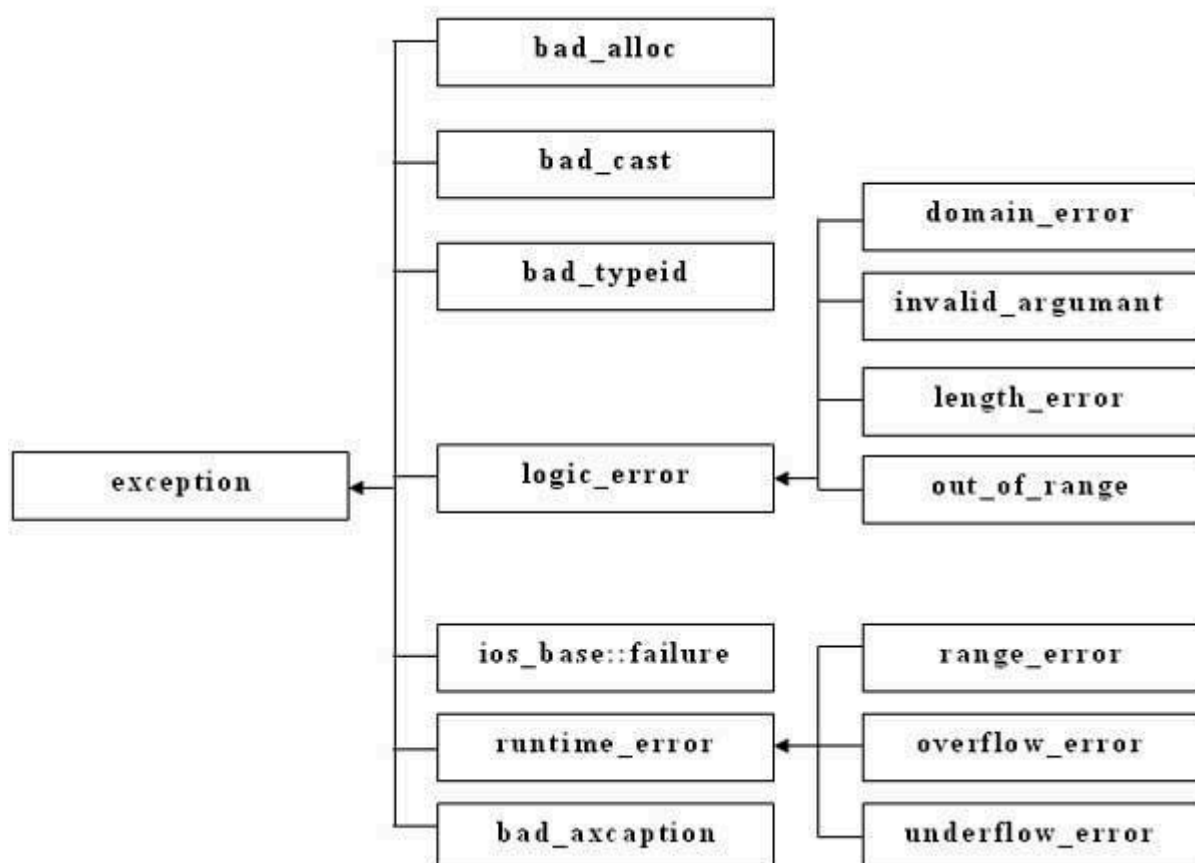 bad_alloc
bad_cast
domain_error
bad_typeid
invalid_argumant
length_error
exception
logic_error
out_of_range
ios_base::failure
range_error
runtime_error
overflow_error
bad_axcaption
underflow_error